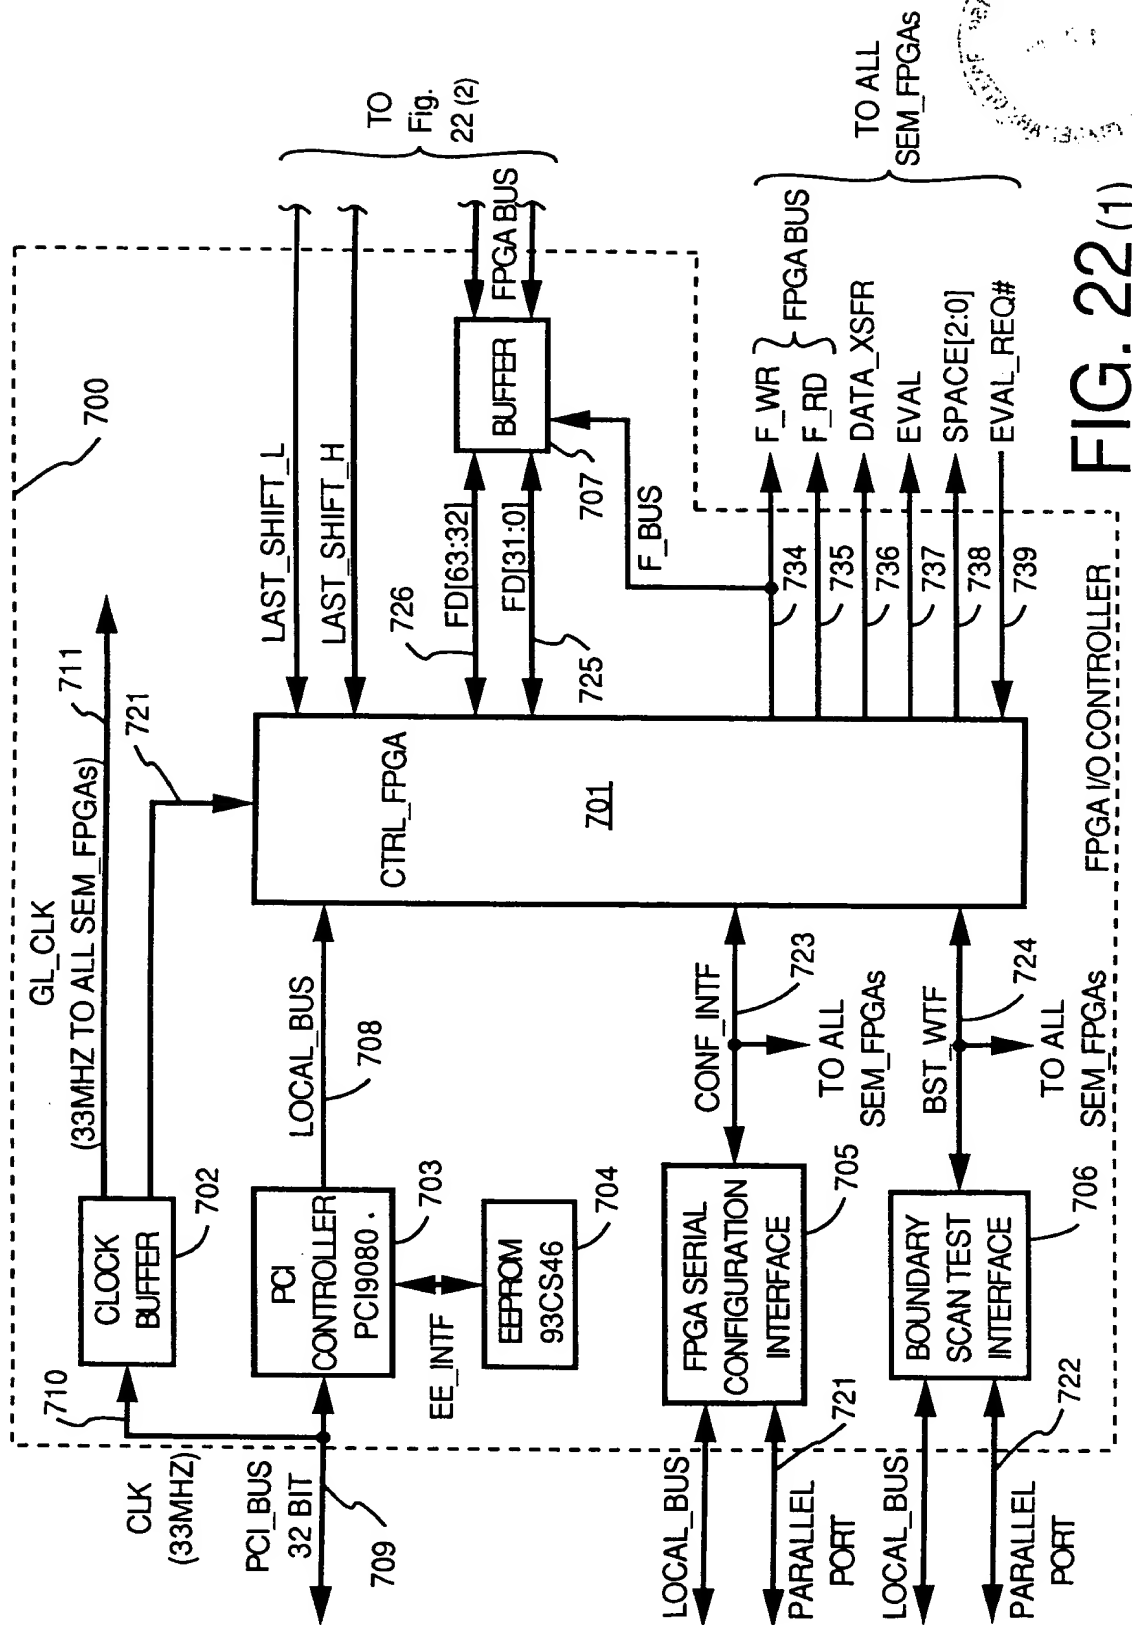 700
CLK
(33MHZ)
710
CLOCK
BUFFER
702
GL_CLK
(33MHZ TO ALL SEM_FPGAs)
711
721
PCI_BUS
32 BIT
709
PCI
CONTROLLER
PCI9080
703
LOCAL_BUS
708
EE_INTF
EEPROM
93CS46
704
CTRL_FPGA
701
LAST_SHIFT_L
LAST_SHIFT_H
TO
Fig.
22 (2)
726
FD[63:32]
FD[31:0]
725
BUFFER
707
FPGA BUS
F_BUS
LOCAL_BUS
PARALLEL
PORT
721
FPGA SERIAL
CONFIGURATION
INTERFACE
705
CONF_INTF
723
TO ALL
SEM_FPGAs
LOCAL_BUS
PARALLEL
PORT
722
BOUNDARY
SCAN TEST
INTERFACE
706
BST_WTF
724
TO ALL
SEM_FPGAs
734
F_WR
735
F_RD
FPGA BUS
736
DATA_XSFR
737
EVAL
738
SPACE[2:0]
739
EVAL_REQ#
TO ALL
SEM_FPGAs
FPGA I/O CONTROLLER
FIG. 22 (1)